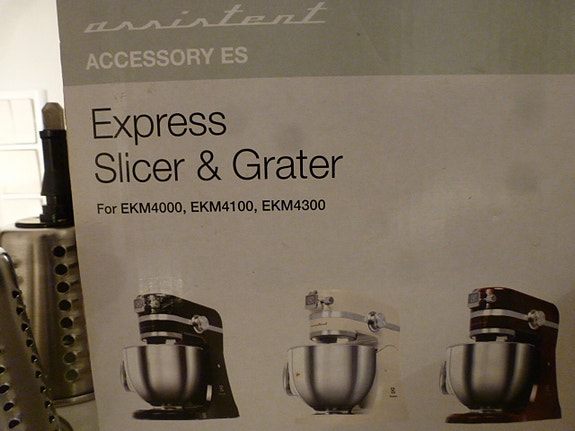 assistent
ACCESSORY ES
Express
Slicer & Grater
For EKM4000, EKM4100, EKM4300